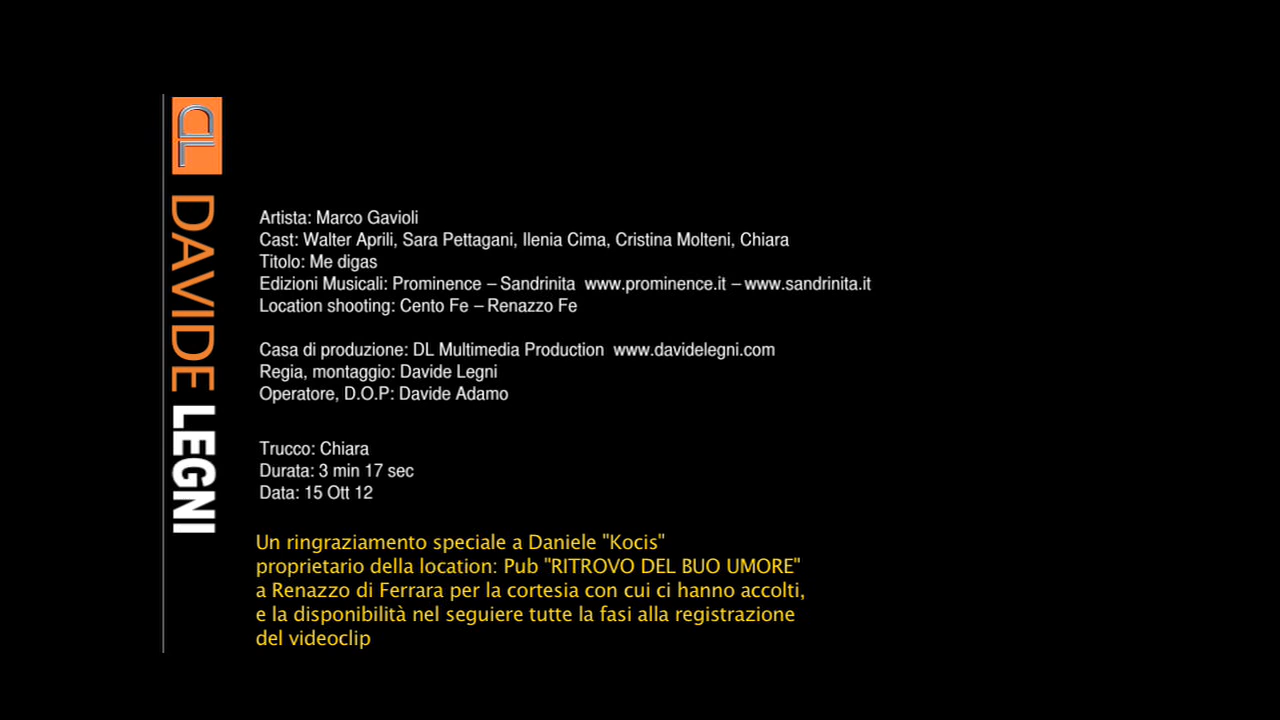 DL
DAVIDE LEGNI
Artista: Marco Gavioli
Cast: Walter Aprili, Sara Pettagani, Ilenia Cima, Cristina Molteni, Chiara
Titolo: Me digas
Edizioni Musicali: Prominence – Sandrinita  www.prominence.it – www.sandrinita.it
Location shooting: Cento Fe – Renazzo Fe
Casa di produzione: DL Multimedia Production  www.davidelegni.com
Regia, montaggio: Davide Legni
Operatore, D.O.P: Davide Adamo
Trucco: Chiara
Durata: 3 min 17 sec
Data: 15 Ott 12
Un ringraziamento speciale a Daniele "Kocis"
proprietario della location: Pub "RITROVO DEL BUO UMORE"
a Renazzo di Ferrara per la cortesia con cui ci hanno accolti,
e la disponibilità nel seguiere tutte la fasi alla registrazione
del videoclip